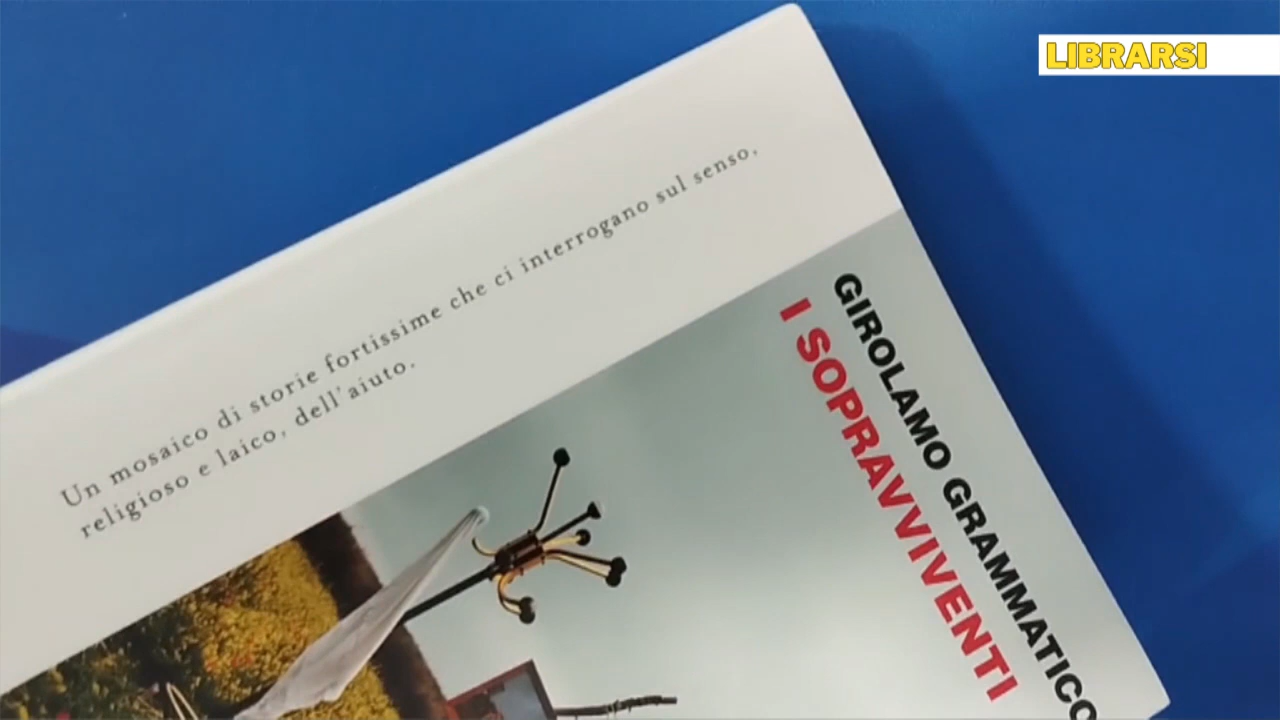 LIBRARSI
Un mosaico di storie fortissime che ci interrogano sul senso,
religioso e laico, dell'aiuto.
GIROLAMO GRAMMATICO
I SOPRAVVIVENTI